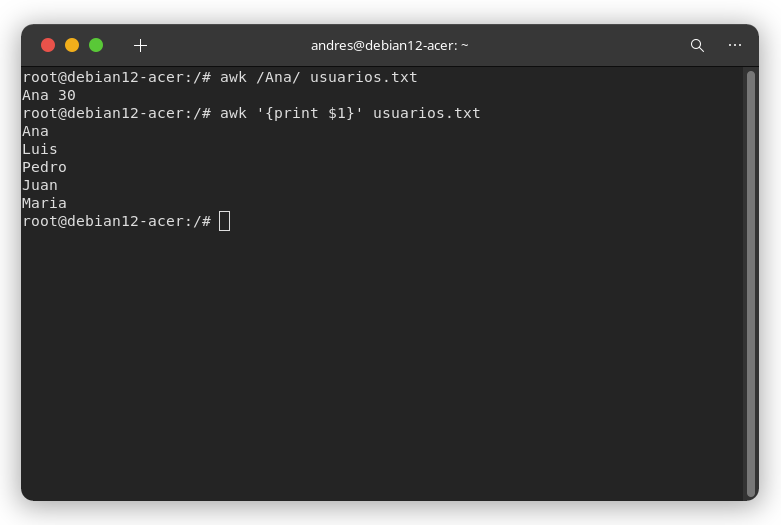 andres@debian12-acer: ~
root@debian12-acer:/# awk /Ana/ usuarios.txt
Ana 30
root@debian12-acer:/# awk '{print $1}' usuarios.txt
Ana
Luis
Pedro
Juan
Maria
root@debian12-acer:/#